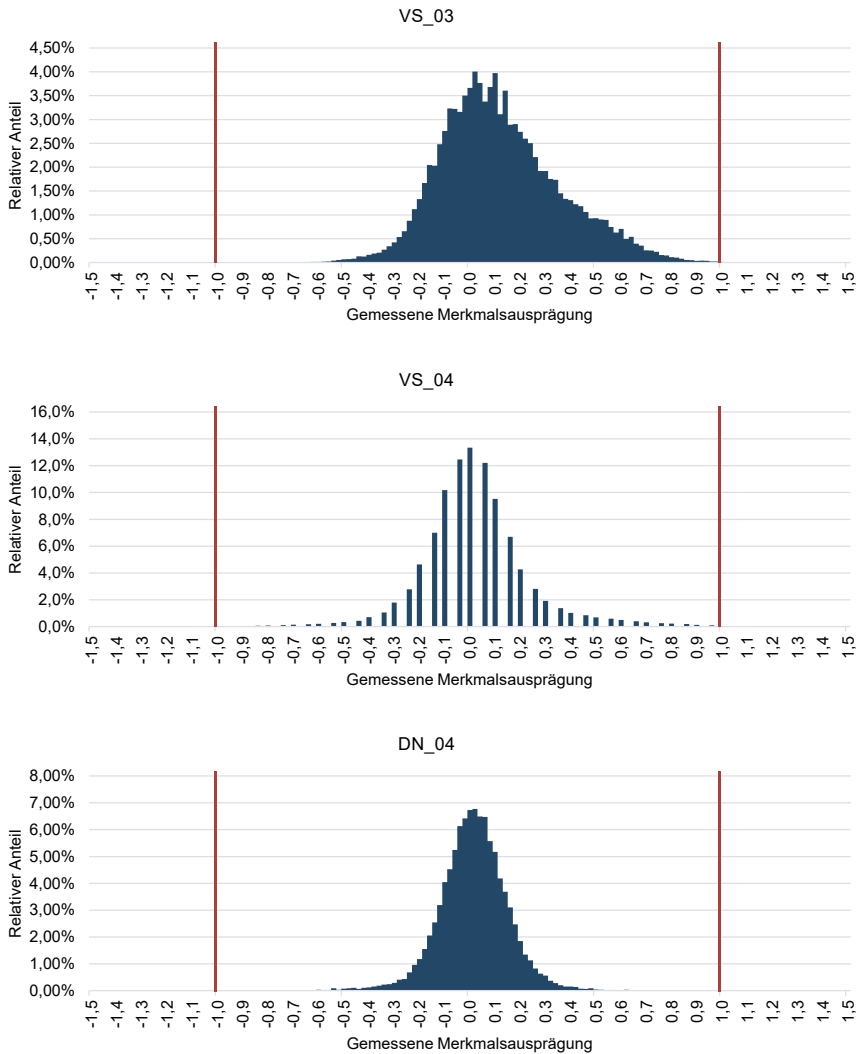 VS_03
4,50%
4,00%
3,50%
3,00%
2,50%
2,00%
1,50%
1,00%
0,50%
0,00%
Relativer Anteil
-1,5 -1,4 -1,3 -1,2 -1,1 -1,0 -0,9 -0,8 -0,7 -0,6 -0,5 -0,4 -0,3 -0,2 -0,1 0,0 0,1 0,2 0,3 0,4 0,5 0,6 0,7 0,8 0,9 1,0 1,1 1,2 1,3 1,4 1,5
Gemessene Merkmalsausprägung
VS_04
16,0%
14,0%
12,0%
10,0%
8,0%
6,0%
4,0%
2,0%
0,0%
Relativer Anteil
-1,5 -1,4 -1,3 -1,2 -1,1 -1,0 -0,9 -0,8 -0,7 -0,6 -0,5 -0,4 -0,3 -0,2 -0,1 0,0 0,1 0,2 0,3 0,4 0,5 0,6 0,7 0,8 0,9 1,0 1,1 1,2 1,3 1,4 1,5
Gemessene Merkmalsausprägung
DN_04
8,00%
7,00%
6,00%
5,00%
4,00%
3,00%
2,00%
1,00%
0,00%
Relativer Anteil
-1,5 -1,4 -1,3 -1,2 -1,1 -1,0 -0,9 -0,8 -0,7 -0,6 -0,5 -0,4 -0,3 -0,2 -0,1 0,0 0,1 0,2 0,3 0,4 0,5 0,6 0,7 0,8 0,9 1,0 1,1 1,2 1,3 1,4 1,5
Gemessene Merkmalsausprägung